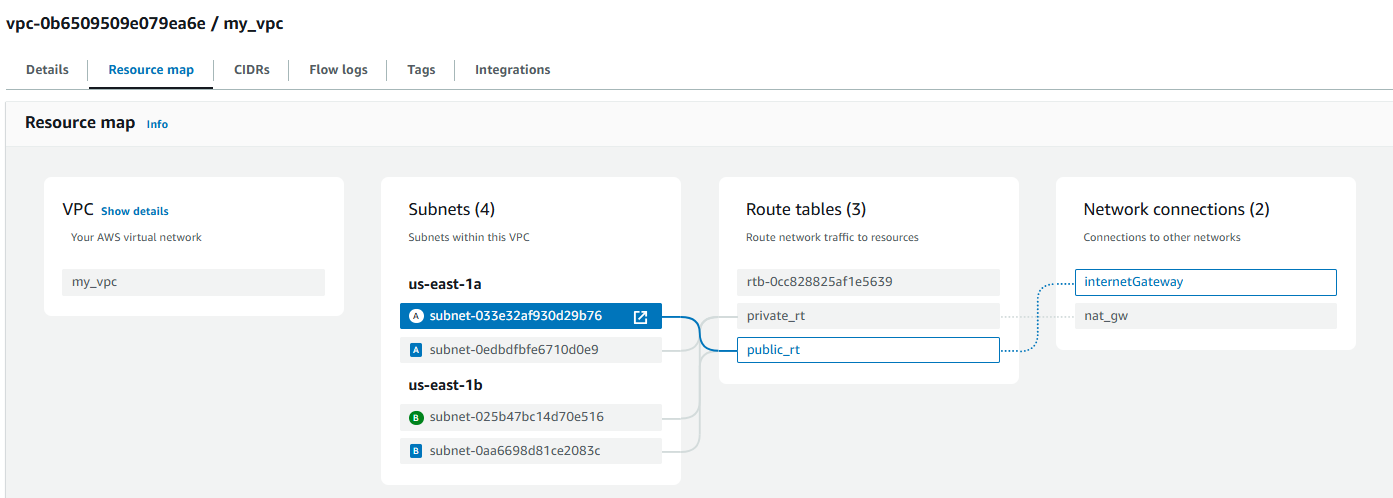 vpc-0b6509509e079ea6e / my_vpc
Details
Resource map
CIDRs
Flow logs
Tags
Integrations
Resource map Info
VPC Show details
Your AWS virtual network
my_vpc
Subnets (4)
Subnets within this VPC
us-east-1a
A subnet-033e32af930d29b76
A subnet-0edbdfbfe6710d0e9
us-east-1b
B subnet-025b47bc14d70e516
B subnet-0aa6698d81ce2083c
Route tables (3)
Route network traffic to resources
rtb-0cc828825af1e5639
private_rt
public_rt
Network connections (2)
Connections to other networks
internetGateway
nat_gw